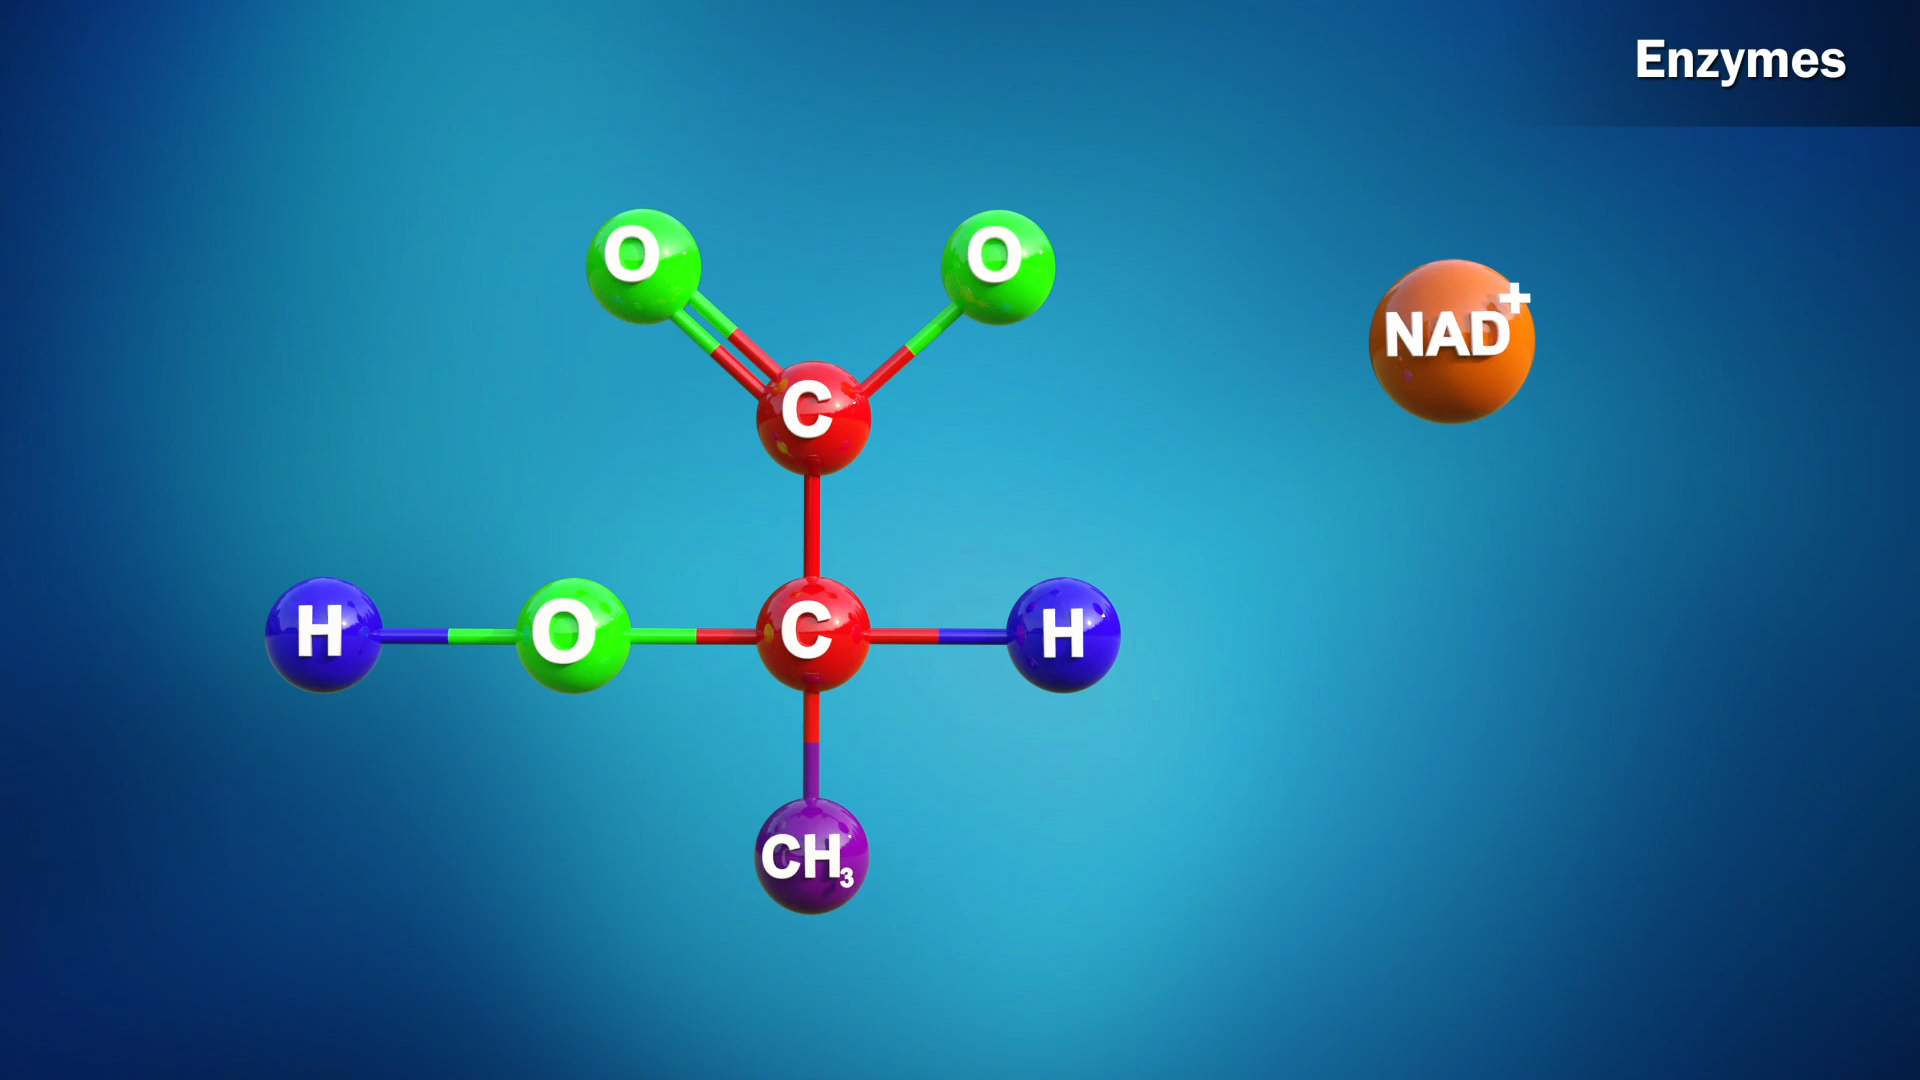 Enzymes
O O
NAD+
C
H O C H
CH₃